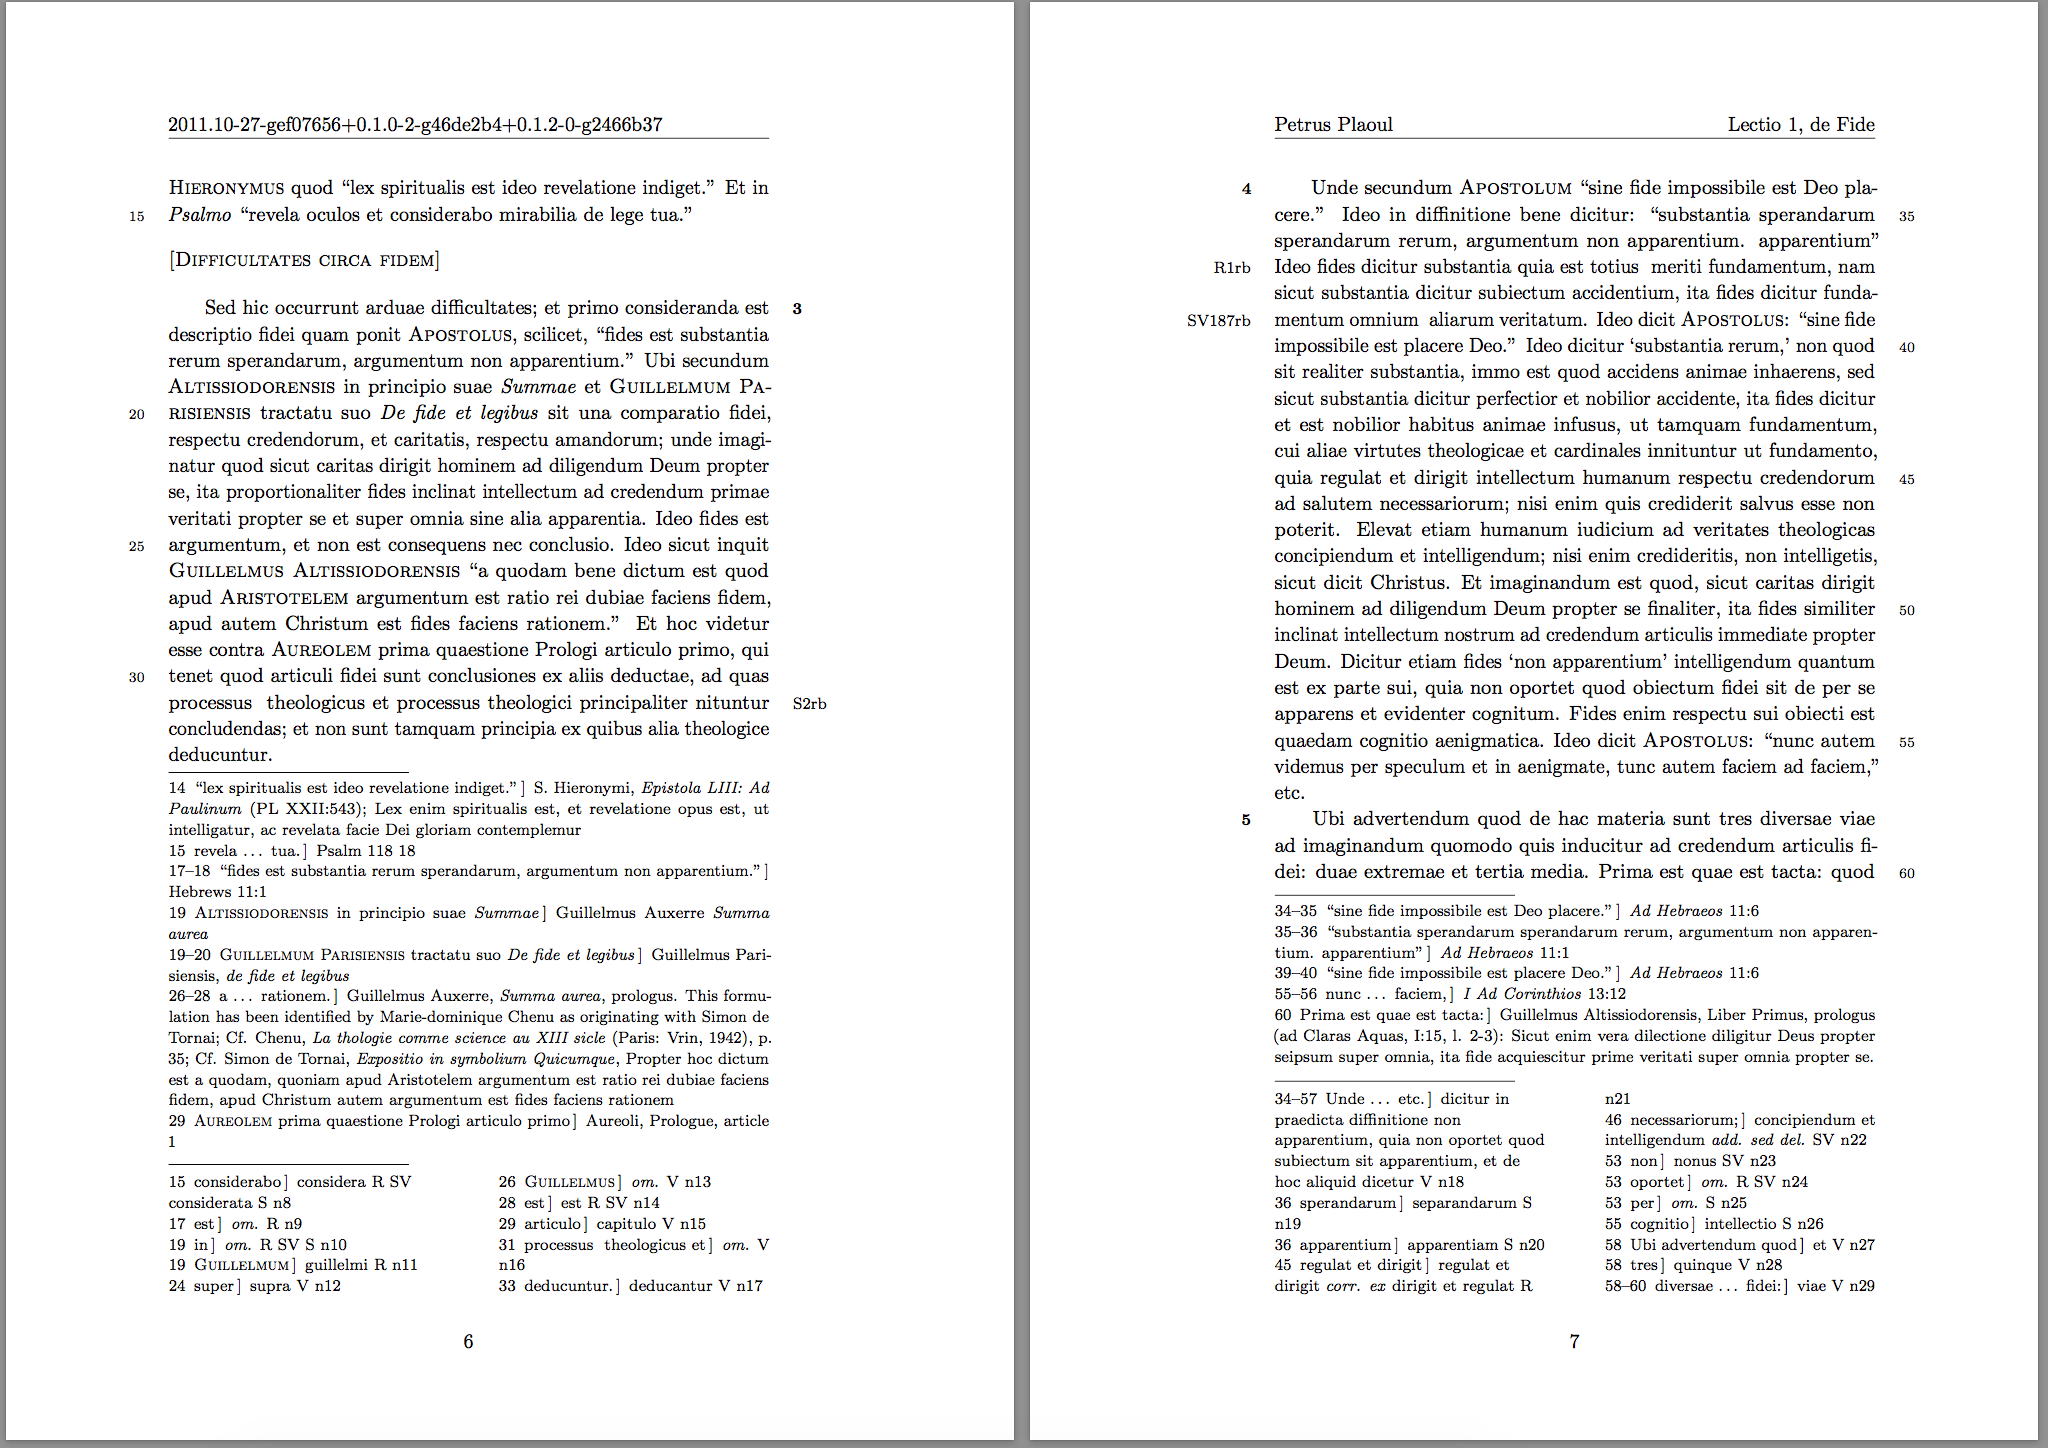 2011.10-27-gef07656+0.1.0-2-g46de2b4+0.1.2-0-g2466b37
HIERONYMUS quod “lex spiritualis est ideo revelatione indiget.” Et in
15 Psalmo “revela oculos et considerabo mirabilia de lege tua.”
[DIFFICULTATES CIRCA FIDEM]
Sed hic occurrunt arduae difficultates; et primo consideranda est 3
descriptio fidei quam ponit APOSTOLUS, scilicet, “fides est substantia
rerum sperandarum, argumentum non apparentium.” Ubi secundum
ALTISSIODORENSIS in principio suae Summae et GUILLELMUM PA-
20 RISIENSIS tractatu suo De fide et legibus sit una comparatio fidei,
respectu credendorum, et caritatis, respectu amandorum; unde imagi-
natur quod sicut caritas dirigit hominem ad diligendum Deum propter
se, ita proportionaliter fides inclinat intellectum ad credendum primae
veritati propter se et super omnia sine alia apparentia. Ideo fides est
25 argumentum, et non est consequens nec conclusio. Ideo sicut inquit
GUILLELMUS ALTISSIODORENSIS “a quodam bene dictum est quod
apud ARISTOTELEM argumentum est ratio rei dubiae faciens fidem,
apud autem Christum est fides faciens rationem.” Et hoc videtur
esse contra AUREOLEM prima quaestione Prologi articulo primo, qui
30 tenet quod articuli fidei sunt conclusiones ex aliis deductae, ad quas
processus theologicus et processus theologici principaliter nituntur S2rb
concludendas; et non sunt tamquam principia ex quibus alia theologice
deducuntur.
14 “lex spiritualis est ideo revelatione indiget.”] S. Hieronymi, Epistola LIII: Ad
Paulinum (PL XXII:543); Lex enim spiritualis est, et revelatione opus est, ut
intelligatur, ac revelata facie Dei gloriam contemplemur
15 revela ... tua.] Psalm 118 18
17–18 “fides est substantia rerum sperandarum, argumentum non apparentium.”]
Hebrews 11:1
19 ALTISSIODORENSIS in principio suae Summae] Guillelmus Auxerre Summa
aurea
19–20 GUILLELMUM PARISIENSIS tractatu suo De fide et legibus] Guillelmus Pari-
siensis, de fide et legibus
26–28 a ... rationem.] Guillelmus Auxerre, Summa aurea, prologus. This formu-
lation has been identified by Marie-dominique Chenu as originating with Simon de
Tornai; Cf. Chenu, La thologie comme science au XIII sicle (Paris: Vrin, 1942), p.
35; Cf. Simon de Tornai, Expositio in symbolium Quicumque, Propter hoc dictum
est a quodam, quoniam apud Aristotelem argumentum est ratio rei dubiae faciens
fidem, apud Christum autem argumentum est fides faciens rationem
29 AUREOLEM prima quaestione Prologi articulo primo] Aureoli, Prologue, article
1
15 considerabo] considera R SV
considerata S n8
17 est] om. R n9
19 in] om. R SV S n10
19 GUILLELMUM] guillelmi R n11
24 super] supra V n12
26 GUILLELMUS] om. V n13
28 est] est R SV n14
29 articulo] capitulo V n15
31 processus theologicus et] om. V
n16
33 deducuntur.] deducantur V n17
6
Petrus Plaoul Lectio 1, de Fide
4 Unde secundum APOSTOLUM “sine fide impossibile est Deo pla-
cere.” Ideo in diffinitione bene dicitur: “substantia sperandarum 35
sperandarum rerum, argumentum non apparentium. apparentium”
R1rb Ideo fides dicitur substantia quia est totius meriti fundamentum, nam
sicut substantia dicitur subiectum accidentium, ita fides dicitur funda-
SV187rb mentum omnium aliarum veritatum. Ideo dicit APOSTOLUS: “sine fide
impossibile est placere Deo.” Ideo dicitur ‘substantia rerum,’ non quod 40
sit realiter substantia, immo est quod accidens animae inhaerens, sed
sicut substantia dicitur perfectior et nobilior accidente, ita fides dicitur
et est nobilior habitus animae infusus, ut tamquam fundamentum,
cui aliae virtutes theologicae et cardinales innituntur ut fundamento,
quia regulat et dirigit intellectum humanum respectu credendorum 45
ad salutem necessariorum; nisi enim quis crediderit salvus esse non
poterit. Elevat etiam humanum iudicium ad veritates theologicas
concipiendum et intelligendum; nisi enim credideritis, non intelligetis,
sicut dicit Christus. Et imaginandum est quod, sicut caritas dirigit
hominem ad diligendum Deum propter se finaliter, ita fides similiter 50
inclinat intellectum nostrum ad credendum articulis immediate propter
Deum. Dicitur etiam fides ‘non apparentium’ intelligendum quantum
est ex parte sui, quia non oportet quod obiectum fidei sit de per se
apparens et evidenter cognitum. Fides enim respectu sui obiecti est
quaedam cognitio aenigmatica. Ideo dicit APOSTOLUS: “nunc autem 55
videmus per speculum et in aenigmate, tunc autem faciem ad faciem,”
etc.
5 Ubi advertendum quod de hac materia sunt tres diversae viae
ad imaginandum quomodo quis inducitur ad credendum articulis fi-
dei: duae extremae et tertia media. Prima est quae est tacta: quod 60
34–35 “sine fide impossibile est Deo placere.”] Ad Hebraeos 11:6
35–36 “substantia sperandarum sperandarum rerum, argumentum non apparen-
tium. apparentium”] Ad Hebraeos 11:1
39–40 “sine fide impossibile est placere Deo.”] Ad Hebraeos 11:6
55–56 nunc ... faciem,] I Ad Corinthios 13:12
60 Prima est quae est tacta:] Guillelmus Altissiodorensis, Liber Primus, prologus
(ad Claras Aquas, I:15, l. 2-3): Sicut enim vera dilectione diligitur Deus propter
seipsum super omnia, ita fide acquiescitur prime veritati super omnia propter se.
34–57 Unde ... etc.] dicitur in
praedicta diffinitione non
apparentium, quia non oportet quod
subiectum sit apparentium, et de
hoc aliquid dicetur V n18
36 sperandarum] separandarum S
n19
36 apparentium] apparentiam S n20
45 regulat et dirigit] regulat et
dirigit corr. ex dirigit et regulat R
n21
46 necessariorum;] concipiendum et
intelligendum add. sed del. SV n22
53 non] nonus SV n23
53 oportet] om. R SV n24
53 per] om. S n25
55 cognitio] intellectio S n26
58 Ubi advertendum quod] et V n27
58 tres] quinque V n28
58–60 diversae ... fidei:] viae V n29
7